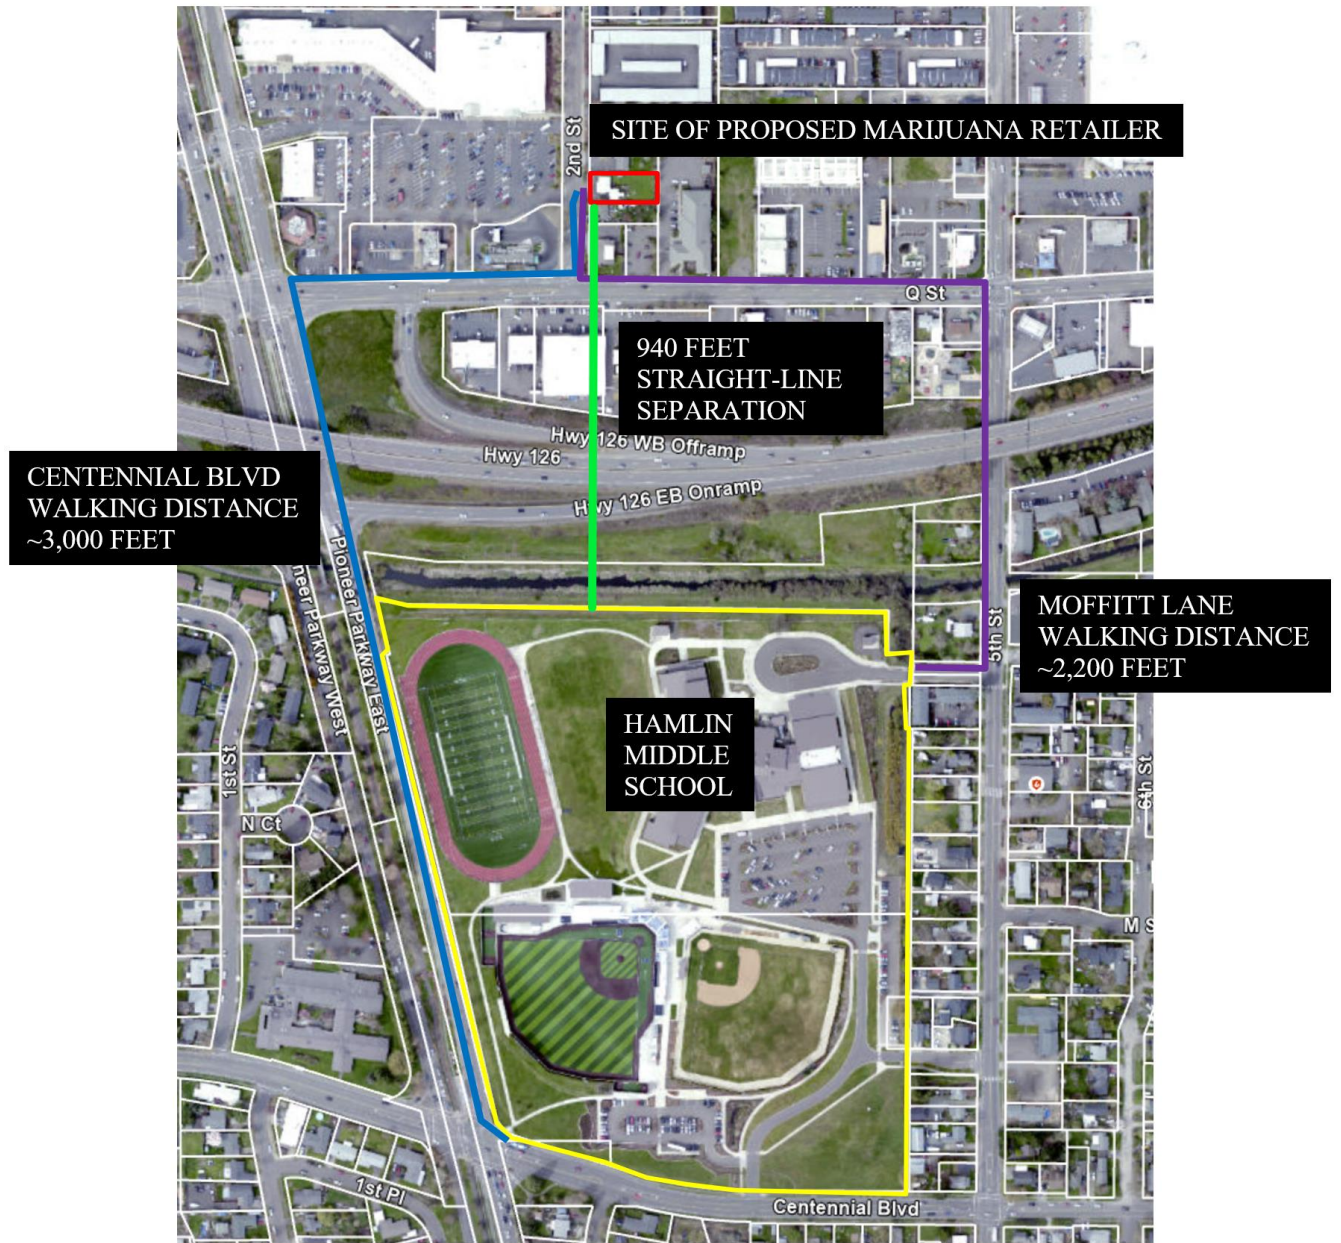 2nd St
SITE OF PROPOSED MARIJUANA RETAILER
Q St
940 FEET
STRAIGHT-LINE
SEPARATION
Hwy 126 WB Offramp
Hwy 126
Hwy 126 EB Onramp
CENTENNIAL BLVD
WALKING DISTANCE
~3,000 FEET
Pioneer Parkway East
neer Parkway West
5th St
MOFFITT LANE
WALKING DISTANCE
~2,200 FEET
HAMLIN
MIDDLE
SCHOOL
1st St
6th St
N Ct
M S
1st Pl
Centennial Blvd